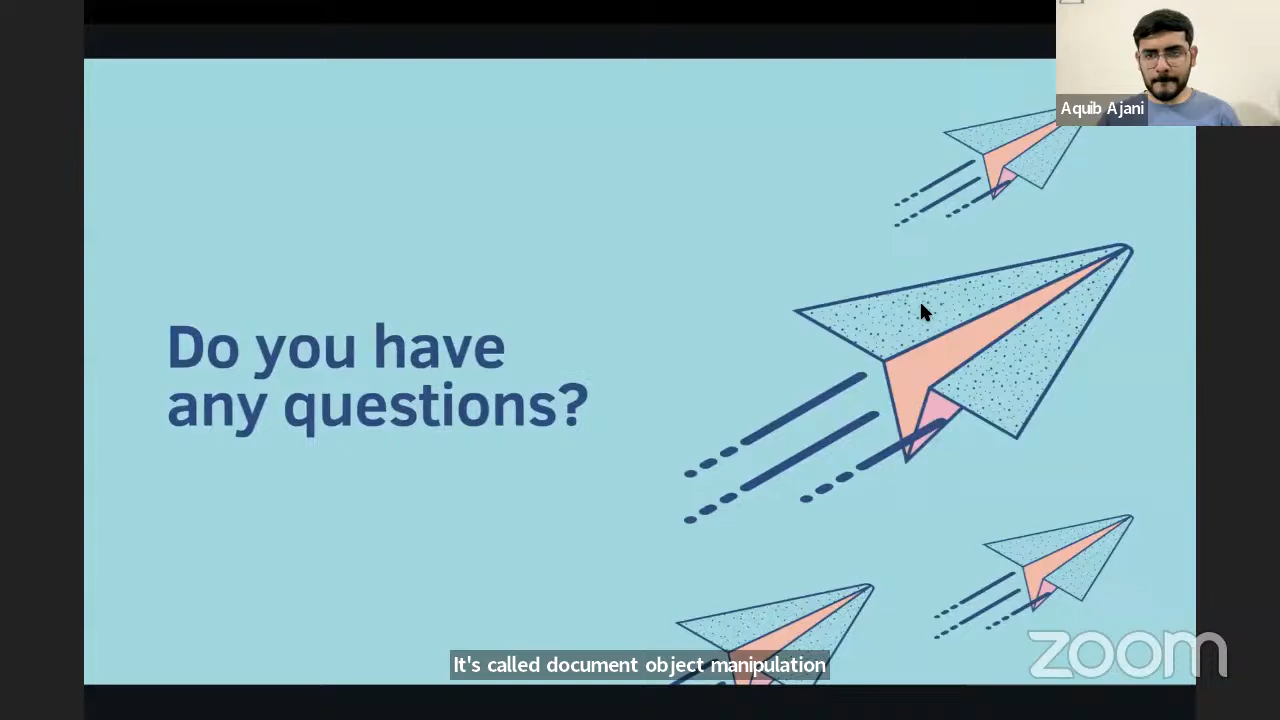 Aquib Ajani
Do you have
any questions?
It's called document object manipulation
zoom